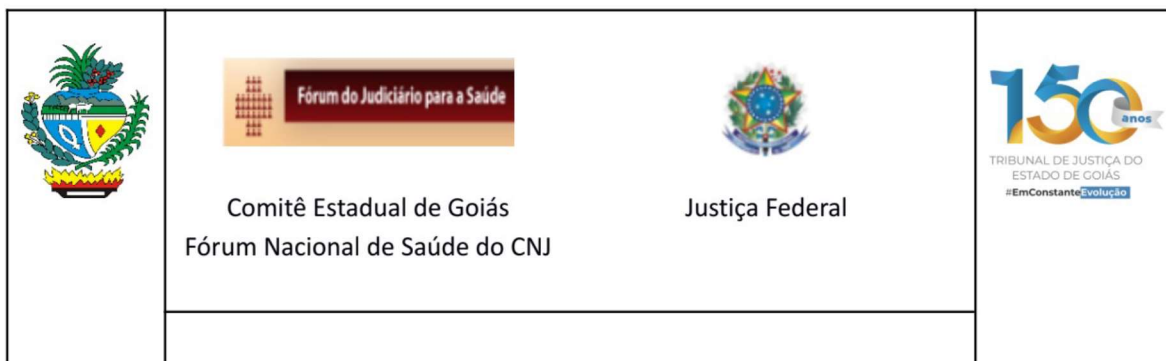 Fórum do Judiciário para a Saúde
Comitê Estadual de Goiás
Fórum Nacional de Saúde do CNJ
Justiça Federal
150
anos
TRIBUNAL DE JUSTIÇA DO
ESTADO DE GOIÁS
#EmConstanteEvolução